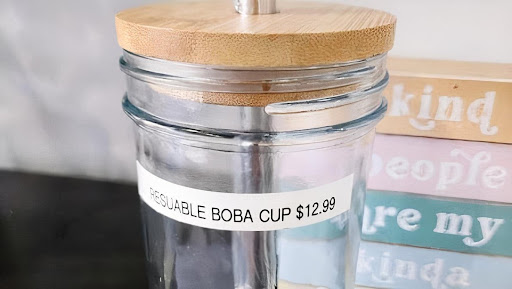 RESUABLE BOBA CUP $12.99
kind
people
are my
kinda